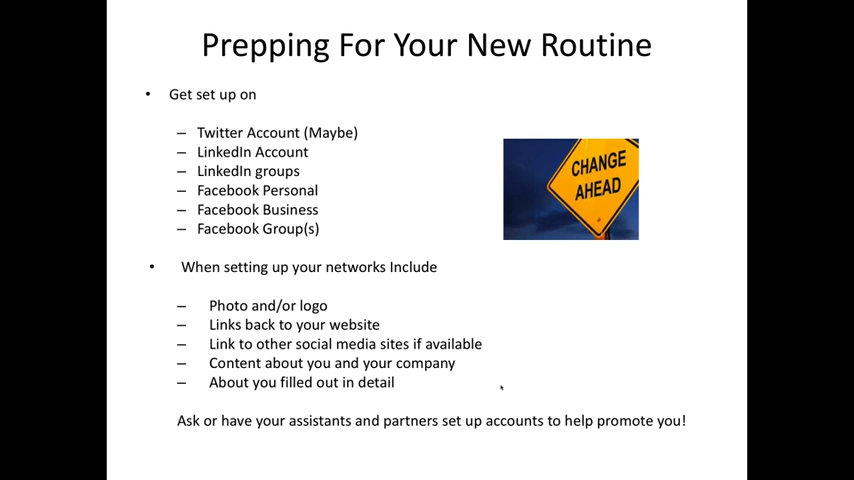 Prepping For Your New Routine
• Get set up on
– Twitter Account (Maybe)
– LinkedIn Account
– LinkedIn groups
– Facebook Personal
– Facebook Business
– Facebook Group(s)
CHANGE
AHEAD
• When setting up your networks Include
– Photo and/or logo
– Links back to your website
– Link to other social media sites if available
– Content about you and your company
– About you filled out in detail
Ask or have your assistants and partners set up accounts to help promote you!